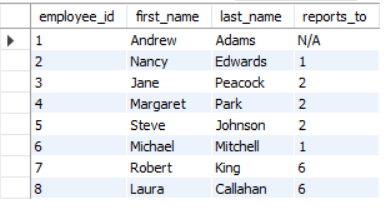 employee_id first_name last_name reports_to
1 Andrew Adams N/A
2 Nancy Edwards 1
3 Jane Peacock 2
4 Margaret Park 2
5 Steve Johnson 2
6 Michael Mitchell 1
7 Robert King 6
8 Laura Callahan 6